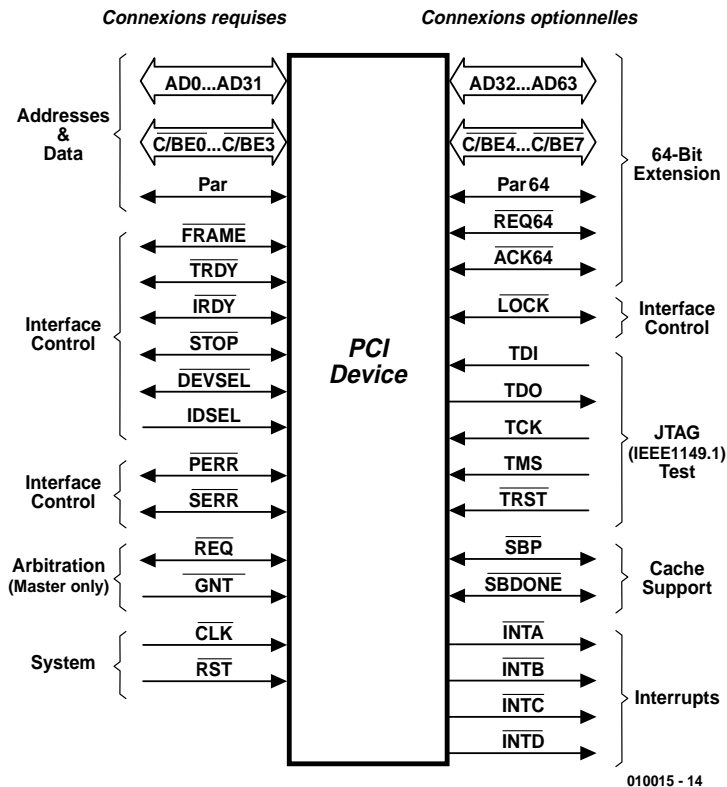 Connexions requises
Connexions optionnelles
Addresses
&
Data
AD0...AD31
C/BE0...C/BE3
Par
Interface
Control
FRAME
TRDY
IRDY
STOP
DEVSEL
IDSEL
Interface
Control
PERR
SERR
Arbitration
(Master only)
REQ
GNT
System
CLK
RST
PCI
Device
AD32...AD63
C/BE4...C/BE7
Par 64
REQ64
ACK64
64-Bit
Extension
LOCK
Interface
Control
TDI
TDO
TCK
TMS
TRST
JTAG
(IEEE1149.1)
Test
SBP
SBDONE
Cache
Support
INTA
INTB
INTC
INTD
Interrupts
010015 - 14